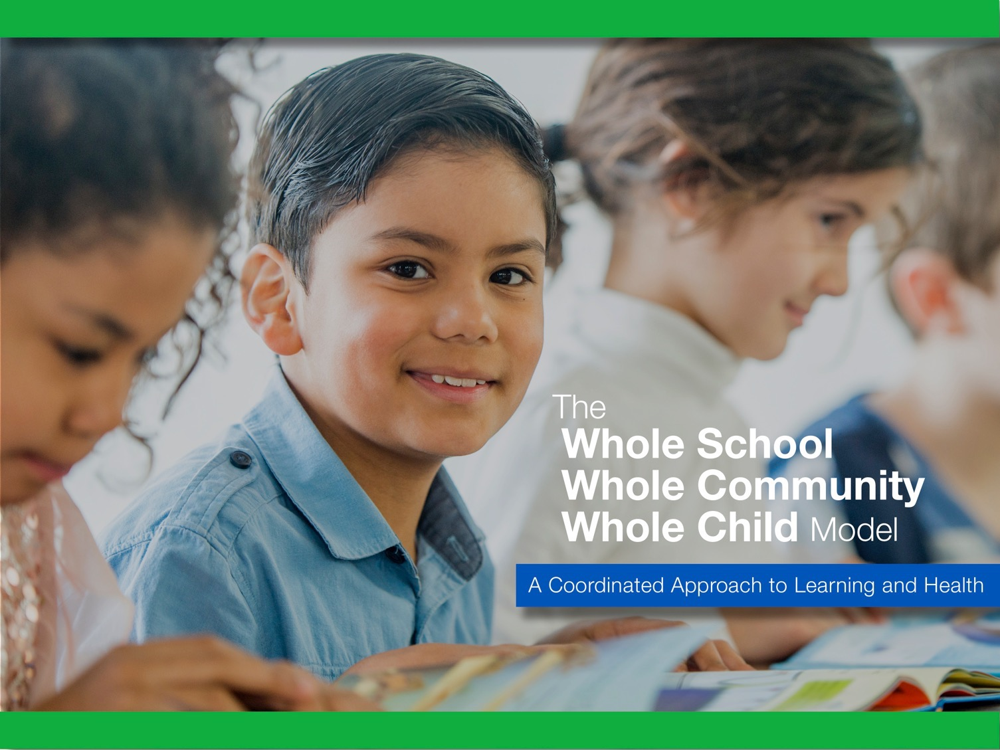 The
Whole School
Whole Community
Whole Child Model
A Coordinated Approach to Learning and Health